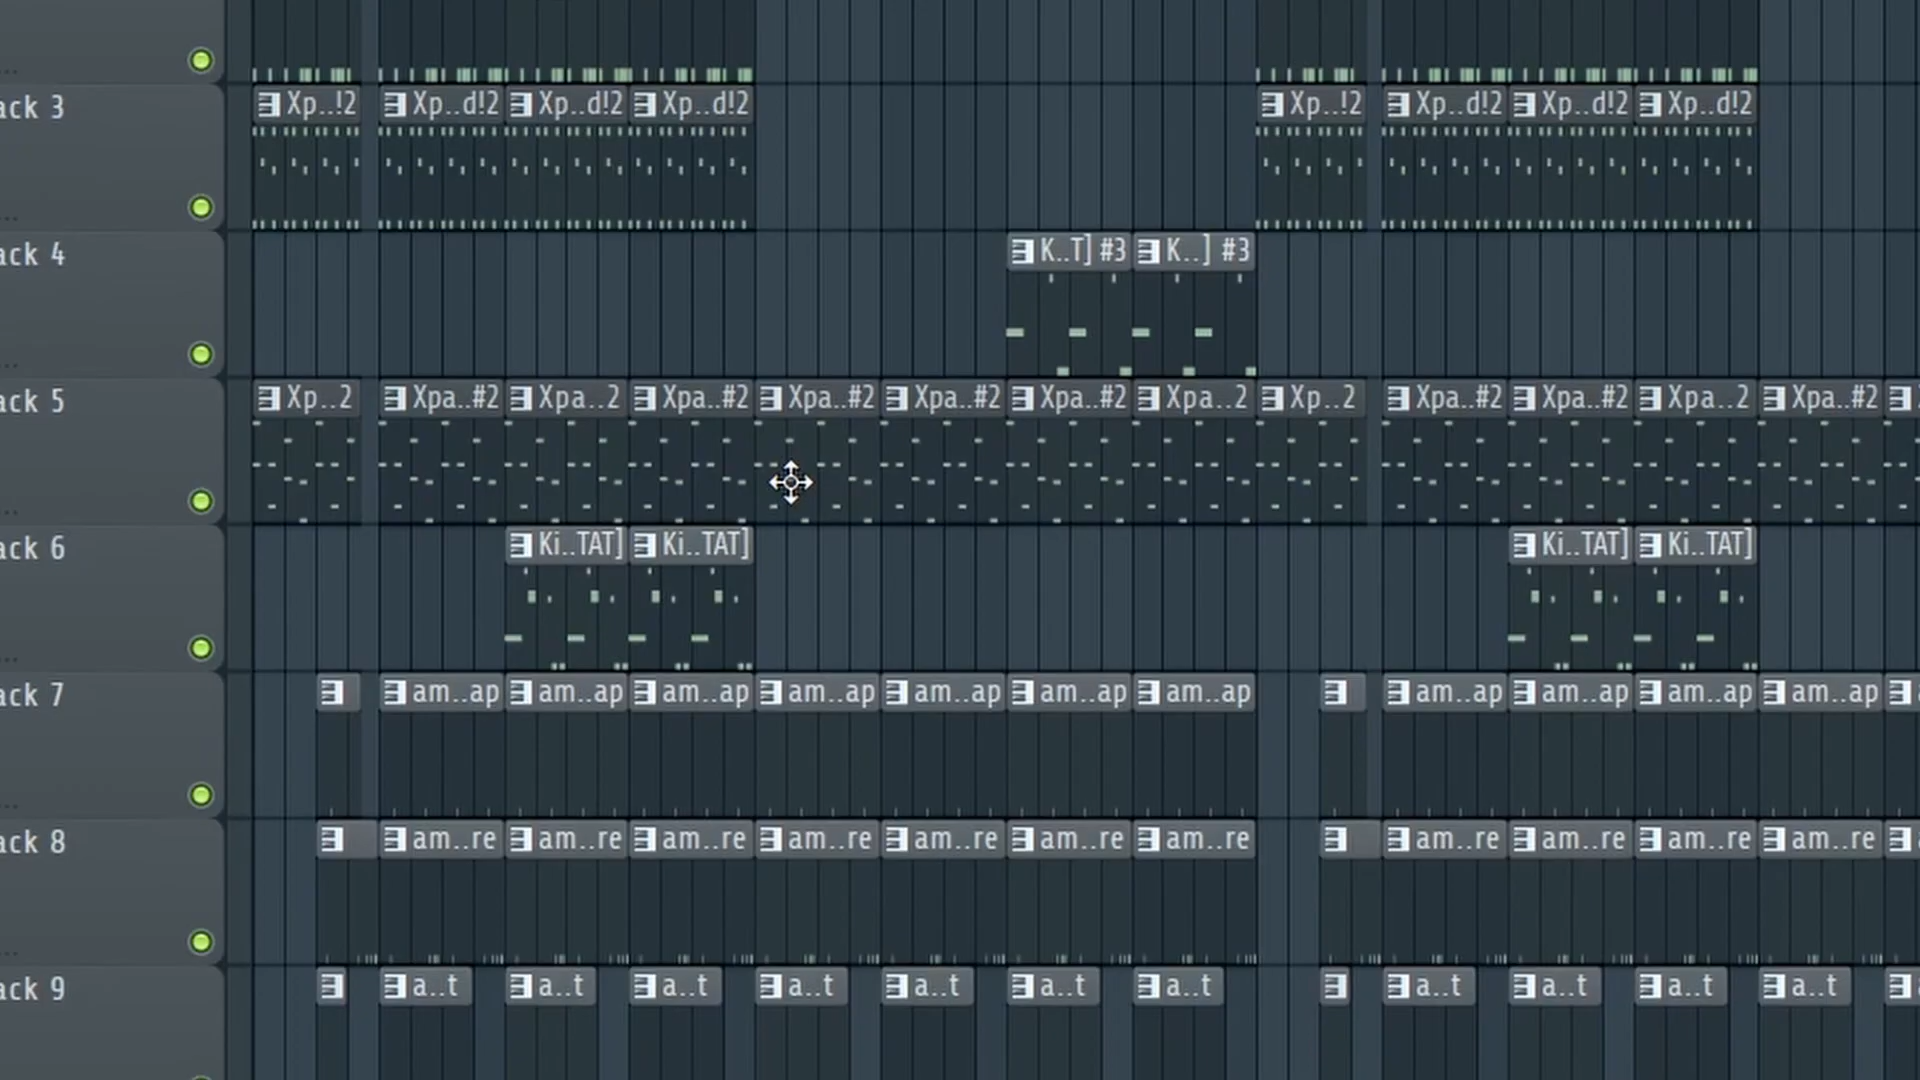 ...
ack 3
Xp..!2 Xp..d!2 Xp..d!2 Xp..d!2 Xp..!2 Xp..d!2 Xp..d!2 Xp..d!2
...
ack 4
K..T] #3 K..] #3
...
ack 5
Xp..2 Xpa..#2 Xpa..2 Xpa..#2 Xpa..#2 Xpa..#2 Xpa..#2 Xpa..2 Xp..2 Xpa..#2 Xpa..#2 Xpa..2 Xpa..#2
...
ack 6
Ki..TAT] Ki..TAT] Ki..TAT] Ki..TAT]
...
ack 7
am..ap am..ap am..ap am..ap am..ap am..ap am..ap am..ap am..ap am..ap am..ap
...
ack 8
am..re am..re am..re am..re am..re am..re am..re am..re am..re am..re am..re
...
ack 9
a..t a..t a..t a..t a..t a..t a..t a..t a..t a..t a..t